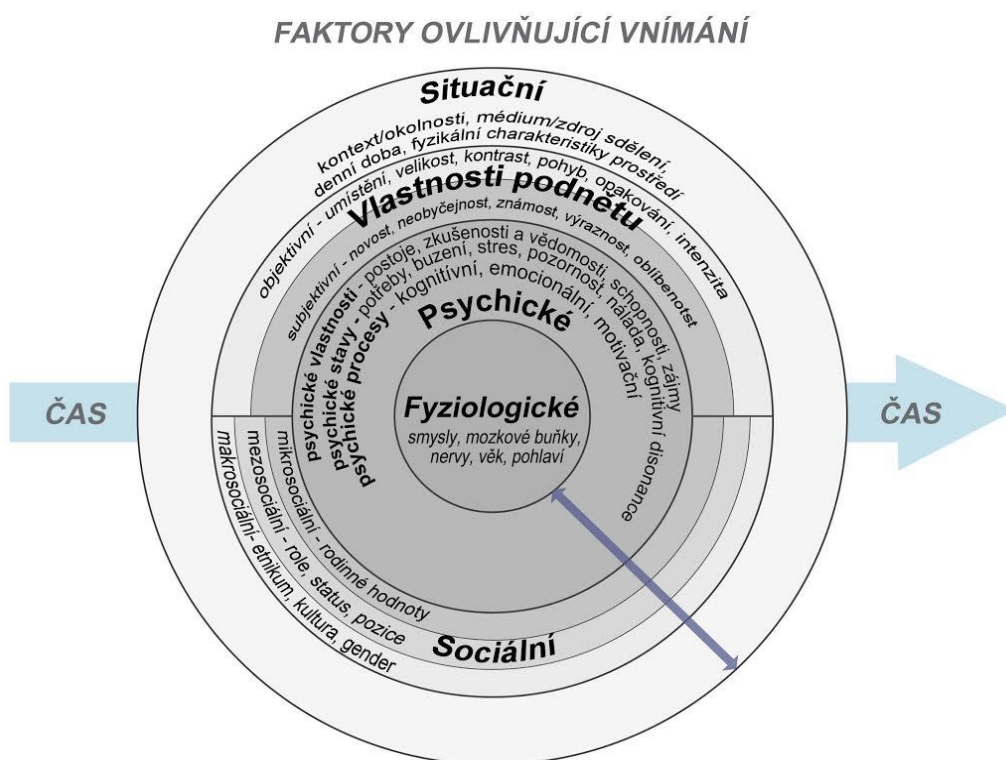 FAKTORY OVLIVŇUJÍCÍ VNÍMÁNÍ
Situační
kontext/okolnosti, médium/zdroj sdělení,
denní doba, fyzikální charakteristiky prostředí
objektivní - umístění, velikost, kontrast, pohyb, opakování, intenzita
Vlastnosti podnětu
subjektivní - novost, neobyčejnost, známost, výraznost, oblíbenotst
psychické vlastnosti - postoje, zkušenosti a vědomosti, schopnosti, zájmy
psychické stavy - potřeby, buzení, stres, pozornost, nálada, kognitivní disonance
psychické procesy - kognitivní, emocionální, motivační
Psychické
ČAS
Fyziologické
smysly, mozkové buňky,
nervy, věk, pohlaví
ČAS
mikrosociální - rodinné hodnoty
mezosociální - role, status, pozice
makrosociální- etnikum, kultura, gender
Sociální